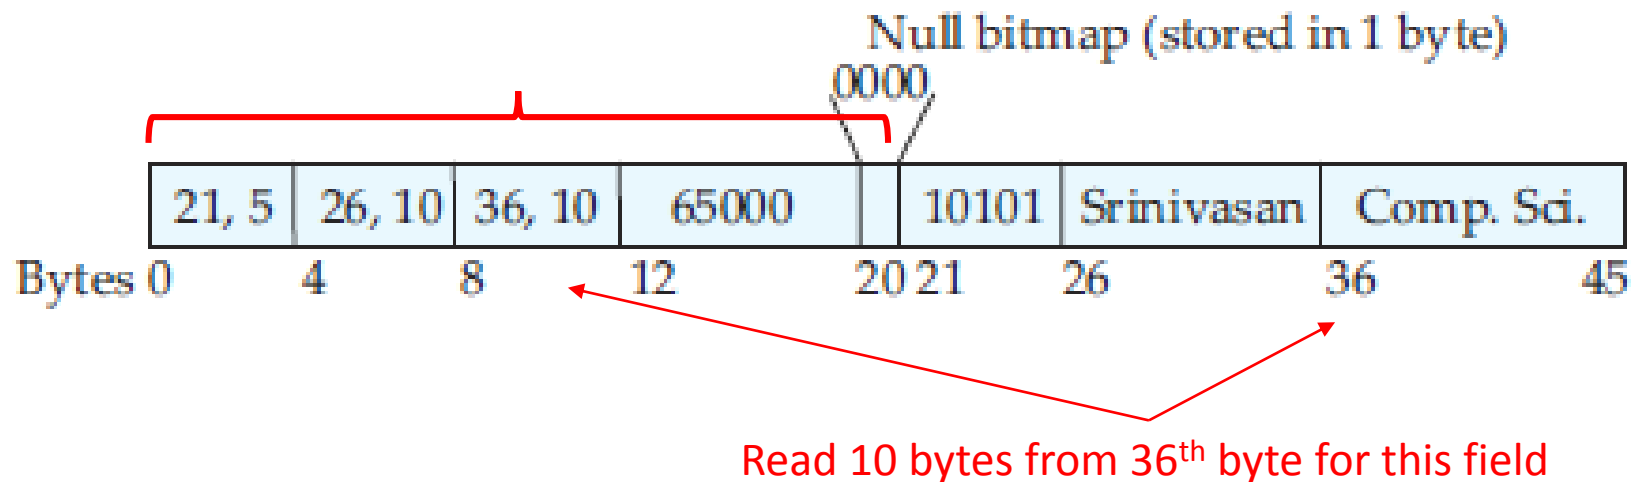 Null bitmap (stored in 1 byte)
0000
21, 5 26, 10 36, 10 65000 10101 Srinivasan Comp. Sci.
Bytes 0 4 8 12 20 21 26 36 45
Read 10 bytes from 36th byte for this field